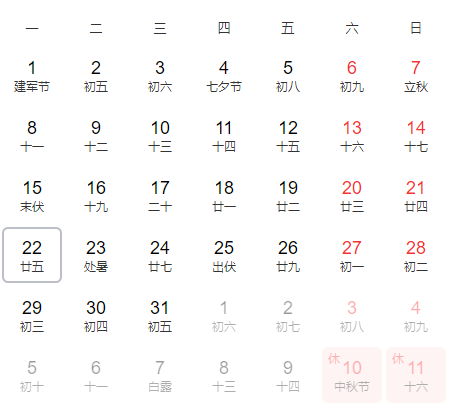 一 二 三 四 五 六 日
1 2 3 4 5 6 7
建军节 初五 初六 七夕节 初八 初九 立秋
8 9 10 11 12 13 14
十一 十二 十三 十四 十五 十六 十七
15 16 17 18 19 20 21
末伏 十九 二十 廿一 廿二 廿三 廿四
22 23 24 25 26 27 28
廿五 处暑 廿七 出伏 廿九 初一 初二
29 30 31 1 2 3 4
初三 初四 初五 初六 初七 初八 初九
5 6 7 8 9 休 10 休 11
初十 十一 白露 十三 十四 中秋节 十六